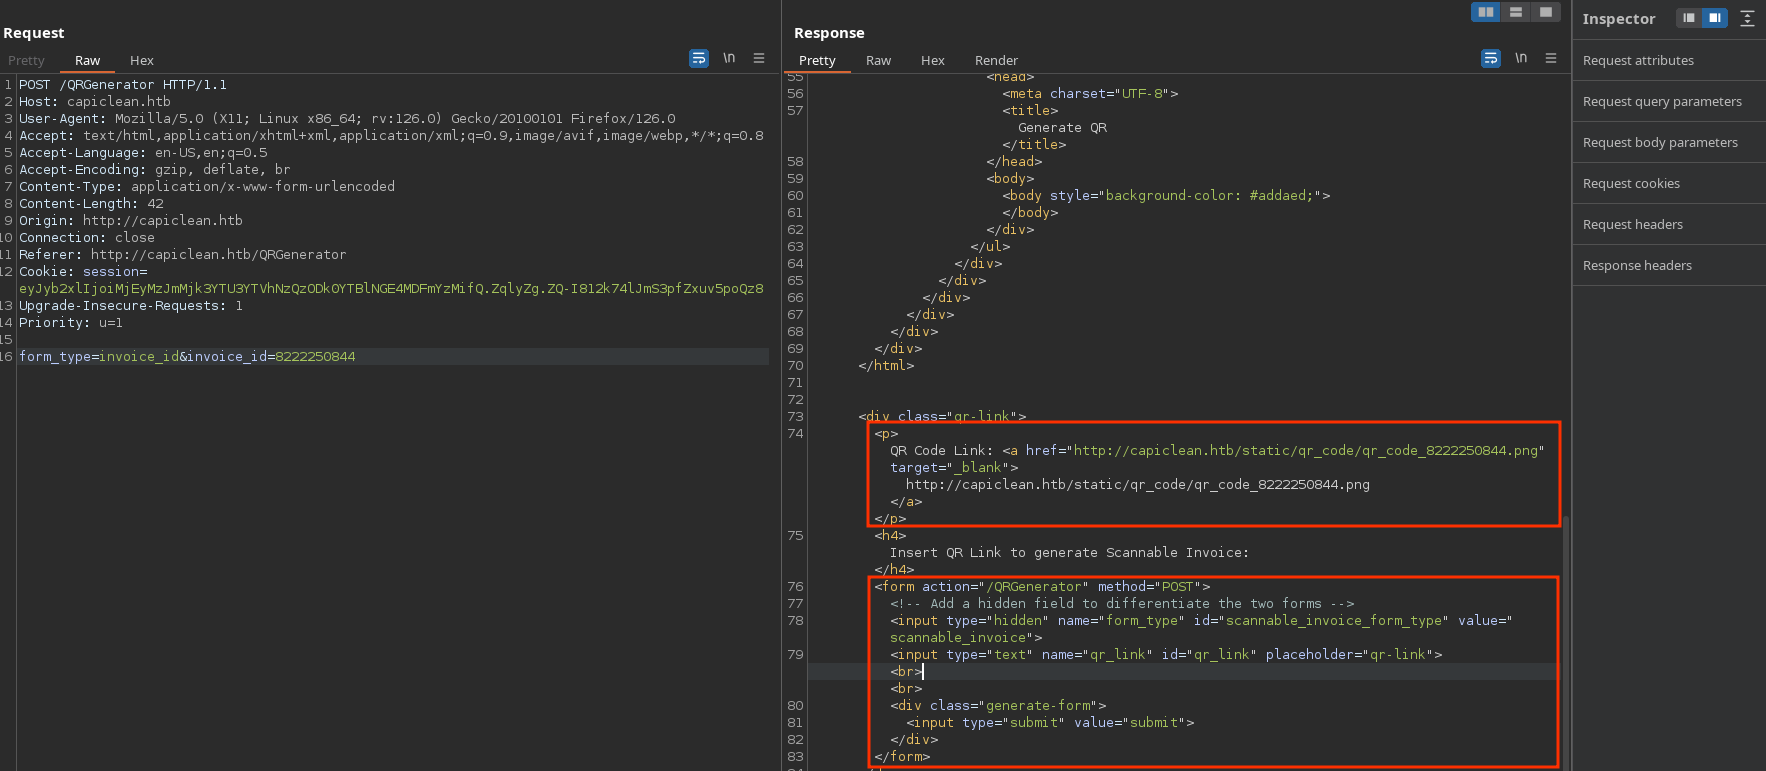 Request
Pretty Raw Hex
\n
1 POST /QRGenerator HTTP/1.1
2 Host: capiclean.htb
3 User-Agent: Mozilla/5.0 (X11; Linux x86_64; rv:126.0) Gecko/20100101 Firefox/126.0
4 Accept: text/html,application/xhtml+xml,application/xml;q=0.9,image/avif,image/webp,*/*;q=0.8
5 Accept-Language: en-US,en;q=0.5
6 Accept-Encoding: gzip, deflate, br
7 Content-Type: application/x-www-form-urlencoded
8 Content-Length: 42
9 Origin: http://capiclean.htb
10 Connection: close
11 Referer: http://capiclean.htb/QRGenerator
12 Cookie: session=
eyJyb2xlIjoiMjEyMzJmMjk3YTU3YTVhNzQzODk0YTBlNGE4MDFmYzMifQ.ZqlyZg.ZQ-I812k74lJmS3pfZxuv5poQz8
13 Upgrade-Insecure-Requests: 1
14 Priority: u=1
15
16 form_type=invoice_id&invoice_id=8222250844
Response
Pretty Raw Hex Render
\n
55 <head>
56 <meta charset="UTF-8">
57 <title>
Generate QR
</title>
58 </head>
59 <body>
60 <body style="background-color: #addaed;">
61 </body>
62 </div>
63 </ul>
64 </div>
65 </div>
66 </div>
67 </div>
68 </div>
69 </div>
70 </html>
71
72
73 <div class="qr-link">
74 <p>
QR Code Link: <a href="http://capiclean.htb/static/qr_code/qr_code_8222250844.png"
target="_blank">
http://capiclean.htb/static/qr_code/qr_code_8222250844.png
</a>
</p>
75 <h4>
Insert QR Link to generate Scannable Invoice:
</h4>
76 <form action="/QRGenerator" method="POST">
77 <!-- Add a hidden field to differentiate the two forms -->
78 <input type="hidden" name="form_type" id="scannable_invoice_form_type" value="
scannable_invoice">
79 <input type="text" name="qr_link" id="qr_link" placeholder="qr-link">
<br>
<br>
80 <div class="generate-form">
81 <input type="submit" value="submit">
82 </div>
83 </form>
Inspector
Request attributes
Request query parameters
Request body parameters
Request cookies
Request headers
Response headers